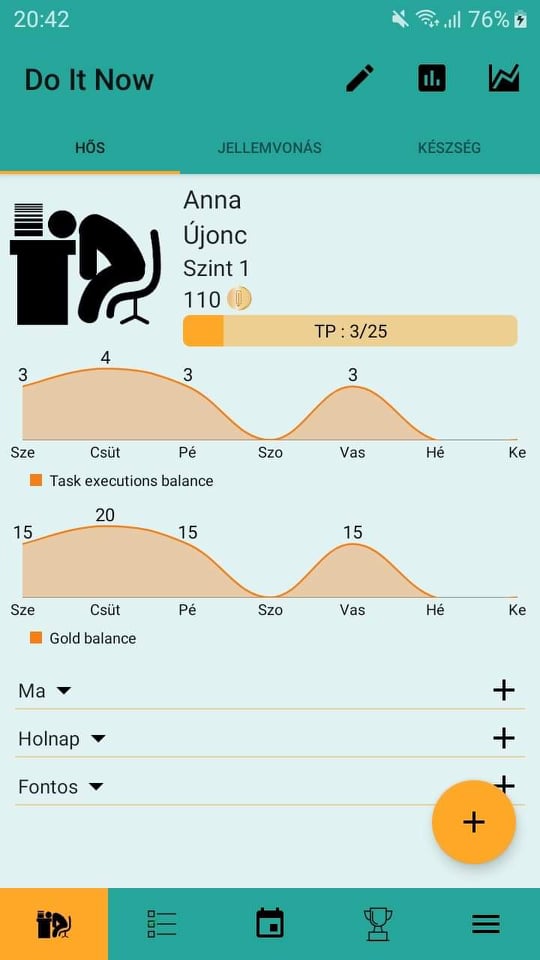 20:42 76%
Do It Now
HŐS JELLEMVONÁS KÉSZSÉG
Anna
Újonc
Szint 1
110
TP : 3/25
3 4 3 3
Sze Csüt Pé Szo Vas Hé Ke
Task executions balance
15 20 15 15
Sze Csüt Pé Szo Vas Hé Ke
Gold balance
Ma
Holnap
Fontos